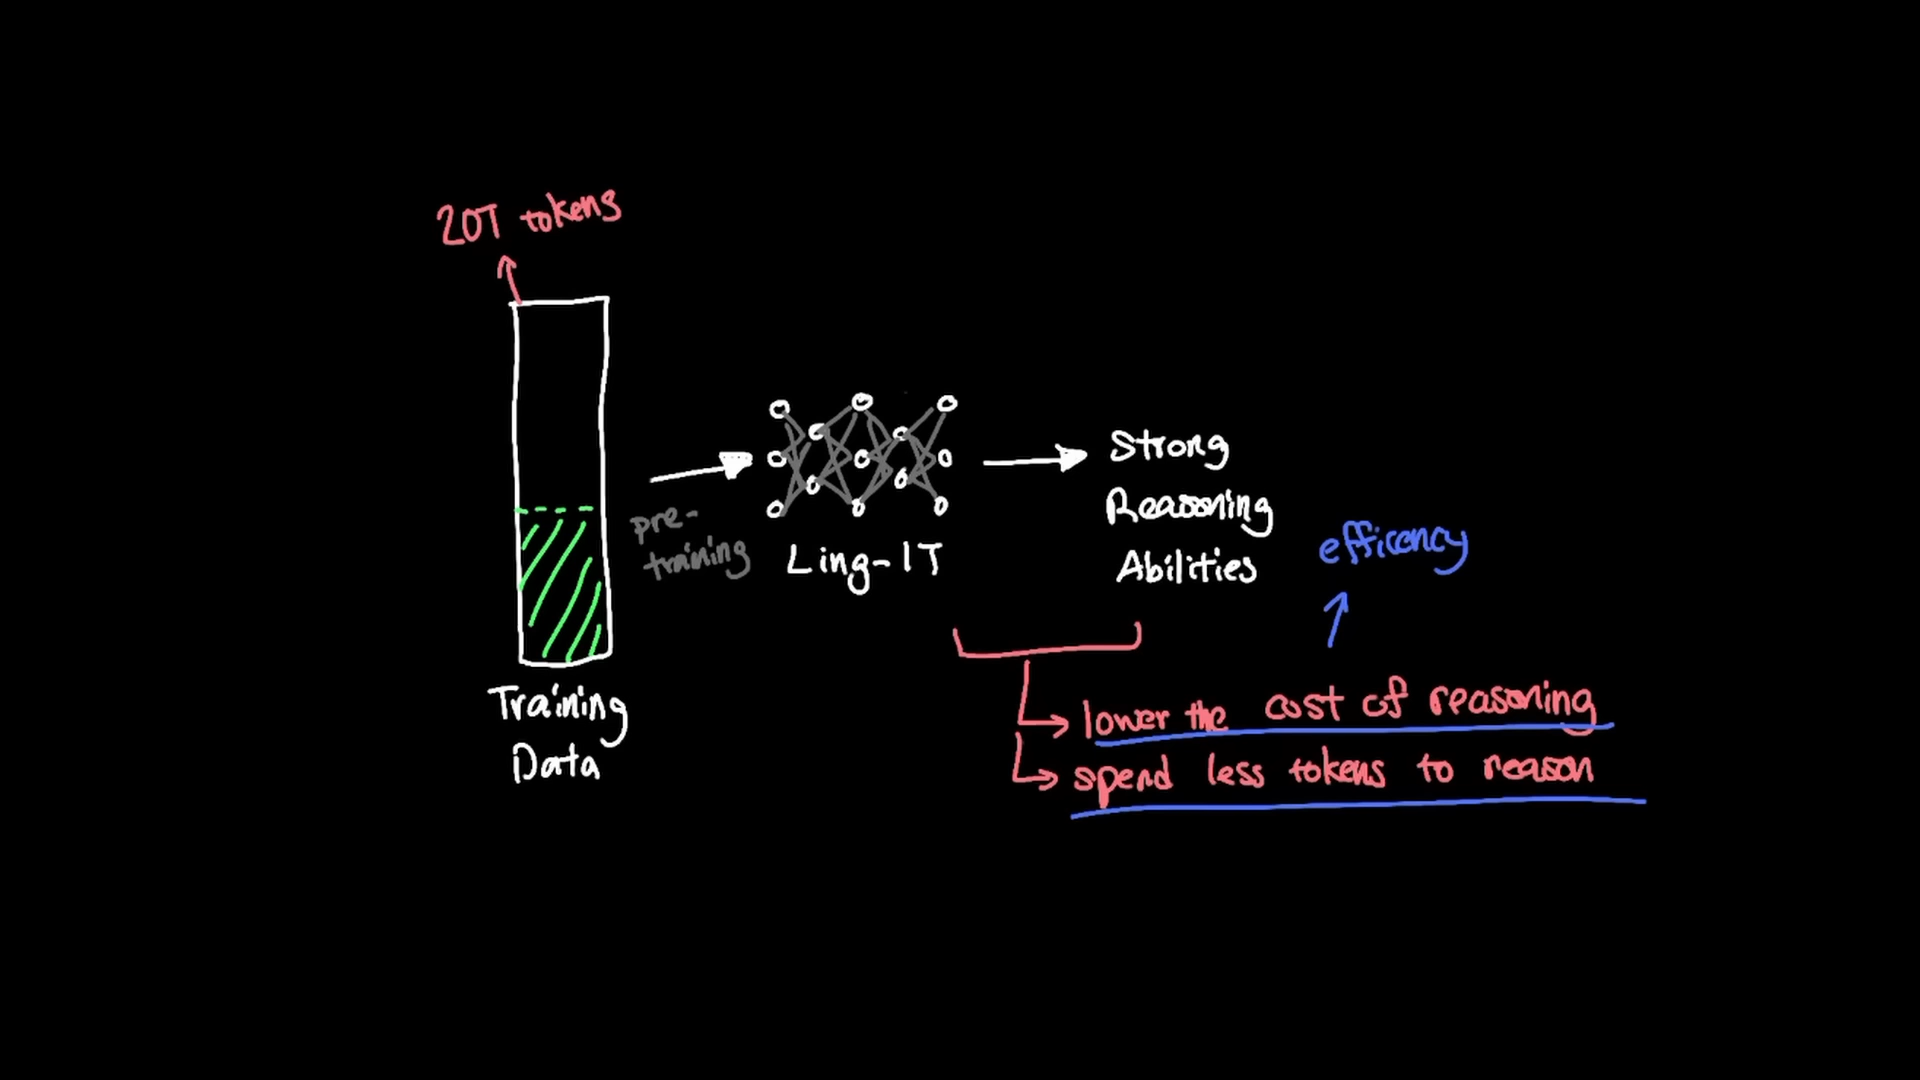 20T tokens
Training
Data
pre-
training
Ling-1T
Strong
Reasoning
Abilities
efficency
lower the cost of reasoning
spend less tokens to reason